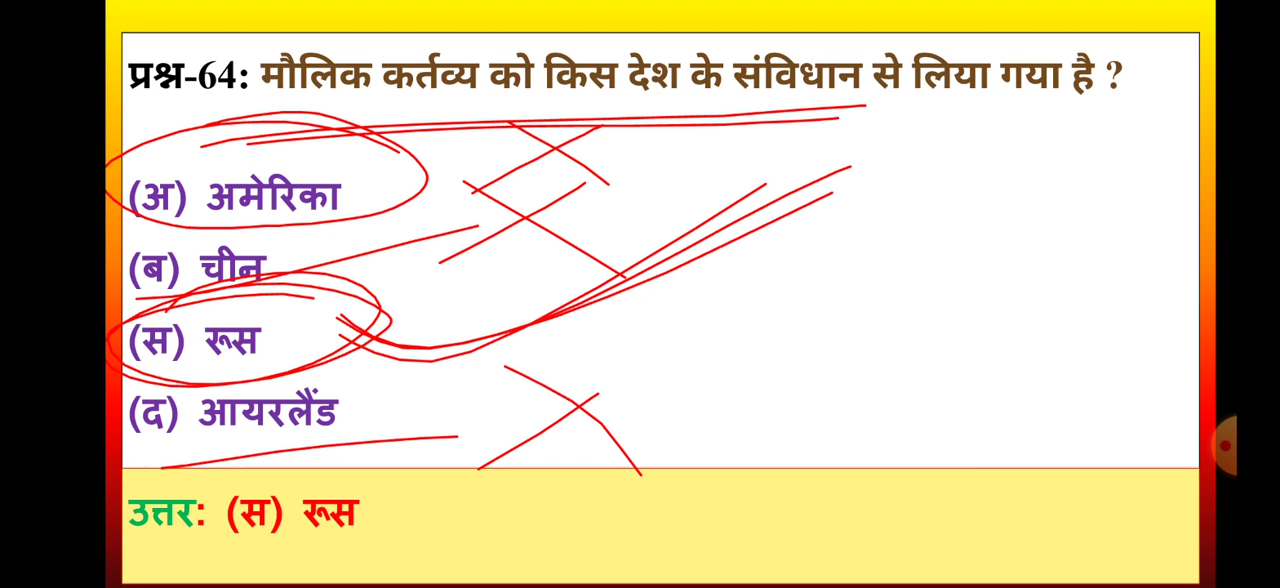 प्रश्न-64: मौलिक कर्तव्य को किस देश के संविधान से लिया गया है ?
(अ) अमेरिका
(ब) चीन
(स) रूस
(द) आयरलैंड
उत्तर: (स) रूस